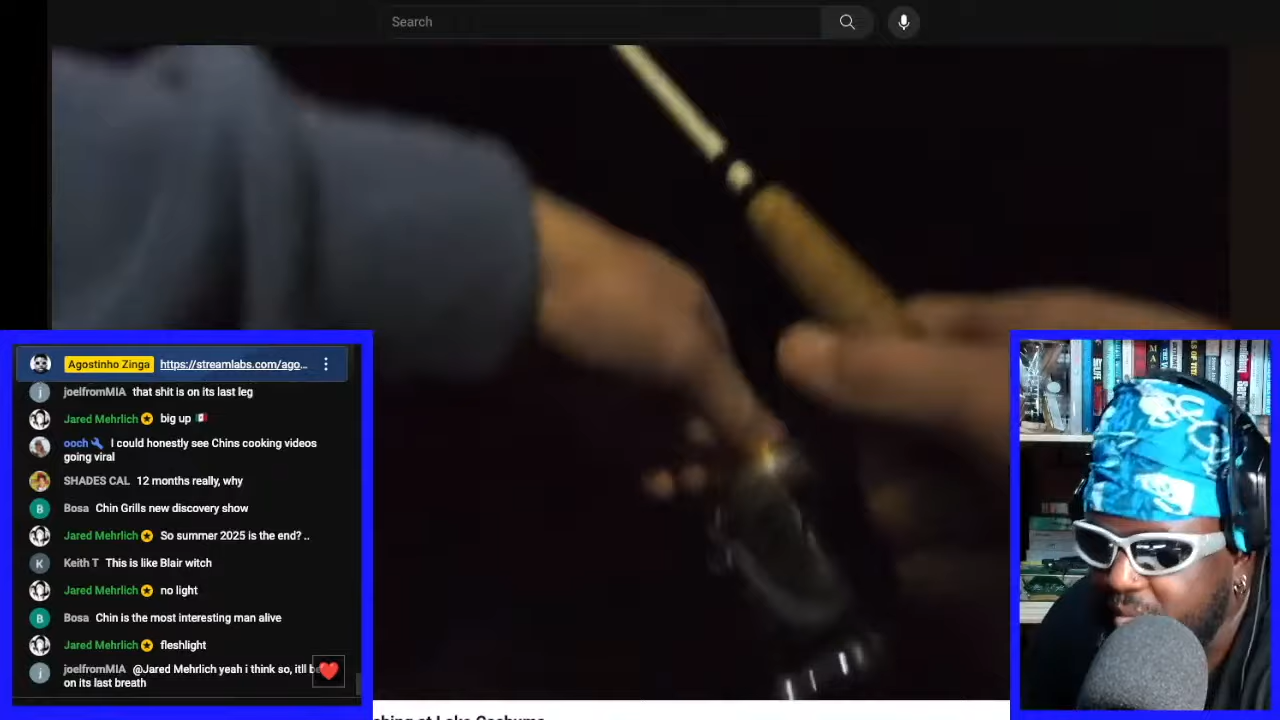 Search
Agostinho Zinga https://streamlabs.com/ago...
joelfromMIA that shit is on its last leg
Jared Mehrlich big up
ooch I could honestly see Chins cooking videos
going viral
SHADES CAL 12 months really, why
Bosa Chin Grills new discovery show
Jared Mehrlich So summer 2025 is the end? ..
Keith T This is like Blair witch
Jared Mehrlich no light
Bosa Chin is the most interesting man alive
Jared Mehrlich fleshlight
joelfromMIA @Jared Mehrlich yeah i think so, itll be
on its last breath
at Lake